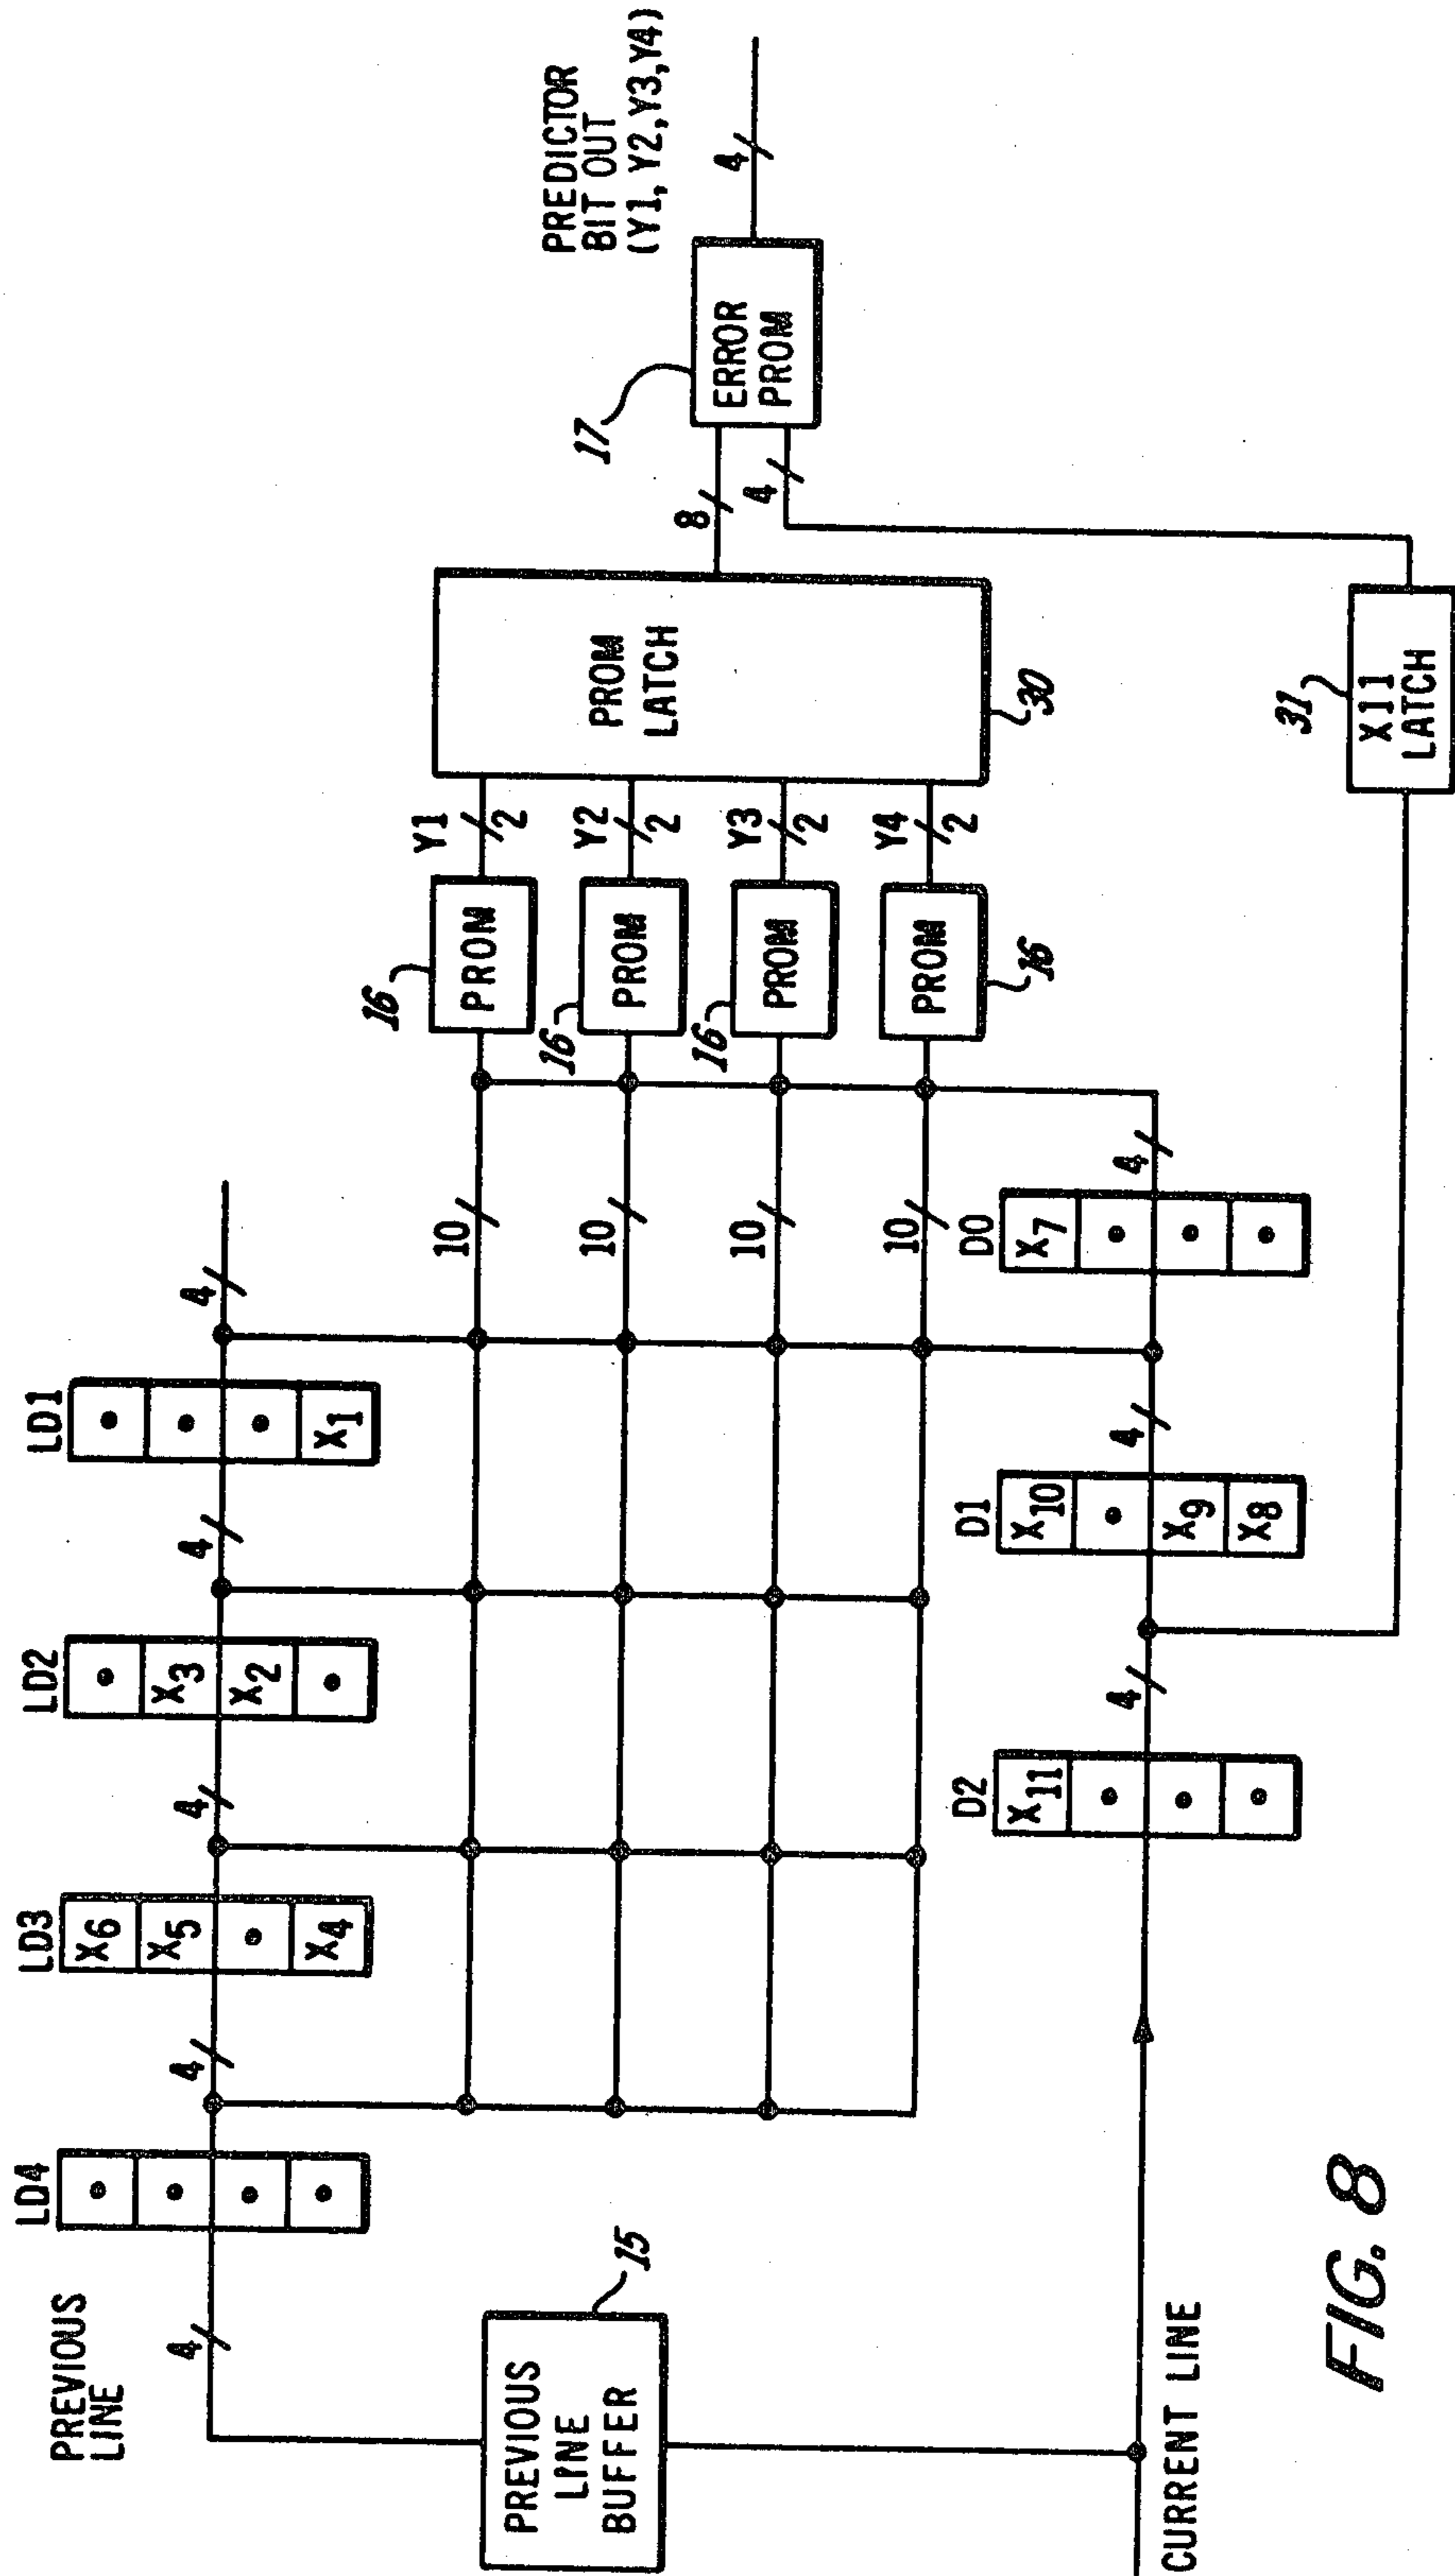 PREVIOUS
LINE
LD4
LD3
LD2
LD1
X6
X5
X4
X3
X2
X1
4
4
4
4
4
PREVIOUS
LINE
BUFFER
15
10
10
10
10
16
PROM
16
PROM
16
PROM
16
PROM
Y1
2
Y2
2
Y3
2
Y4
2
PROM
LATCH
30
8
4
17
ERROR
PROM
4
PREDICTOR
BIT OUT
(Y1, Y2, Y3, Y4)
CURRENT LINE
D2
X11
4
D1
X10
X9
X8
4
D0
X7
4
31
X11
LATCH
FIG. 8